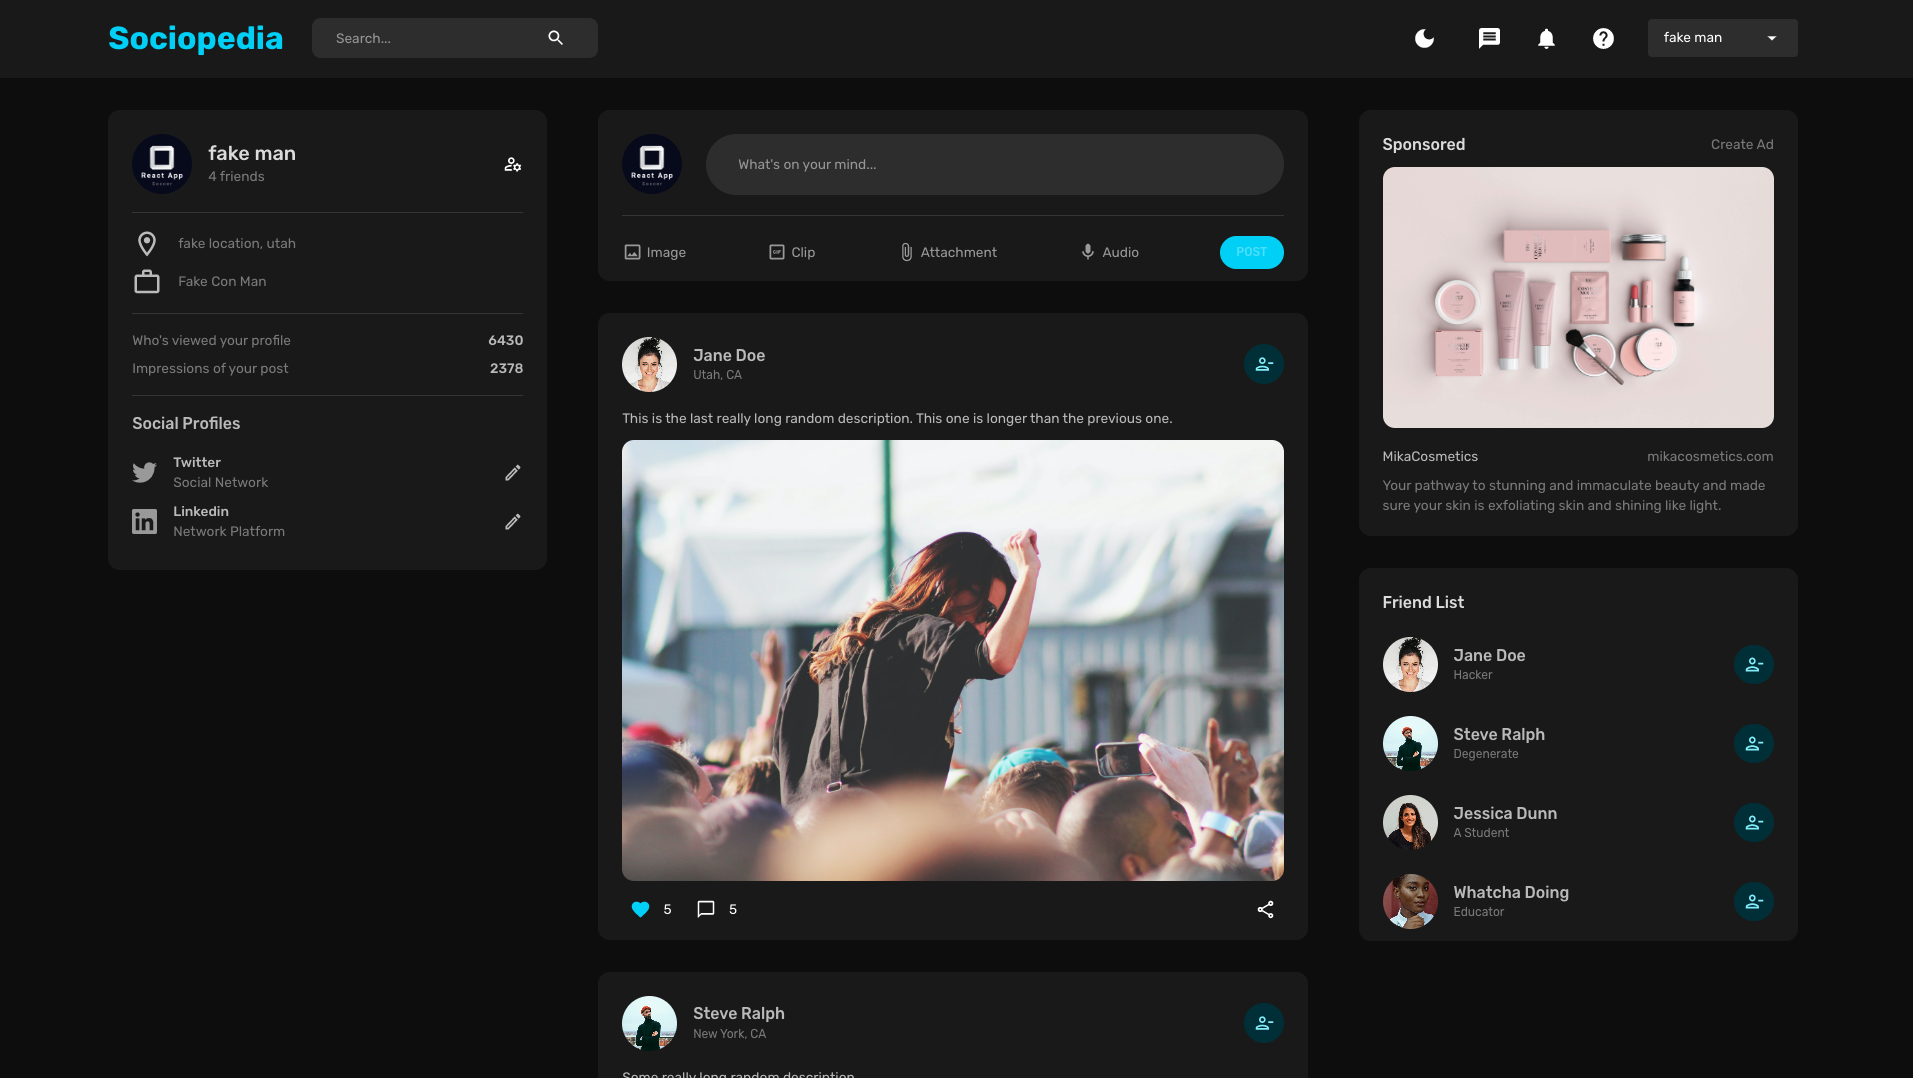 Sociopedia
Search...
fake man
React App
fake man
4 friends
fake location, utah
Fake Con Man
Who's viewed your profile 6430
Impressions of your post 2378
Social Profiles
Twitter
Social Network
Linkedin
Network Platform
React App
What's on your mind...
Image Clip Attachment Audio POST
Jane Doe
Utah, CA
This is the last really long random description. This one is longer than the previous one.
5 5
Steve Ralph
New York, CA
Some really long random description
Sponsored Create Ad
MikaCosmetics mikacosmetics.com
Your pathway to stunning and immaculate beauty and made
sure your skin is exfoliating skin and shining like light.
Friend List
Jane Doe
Hacker
Steve Ralph
Degenerate
Jessica Dunn
A Student
Whatcha Doing
Educator